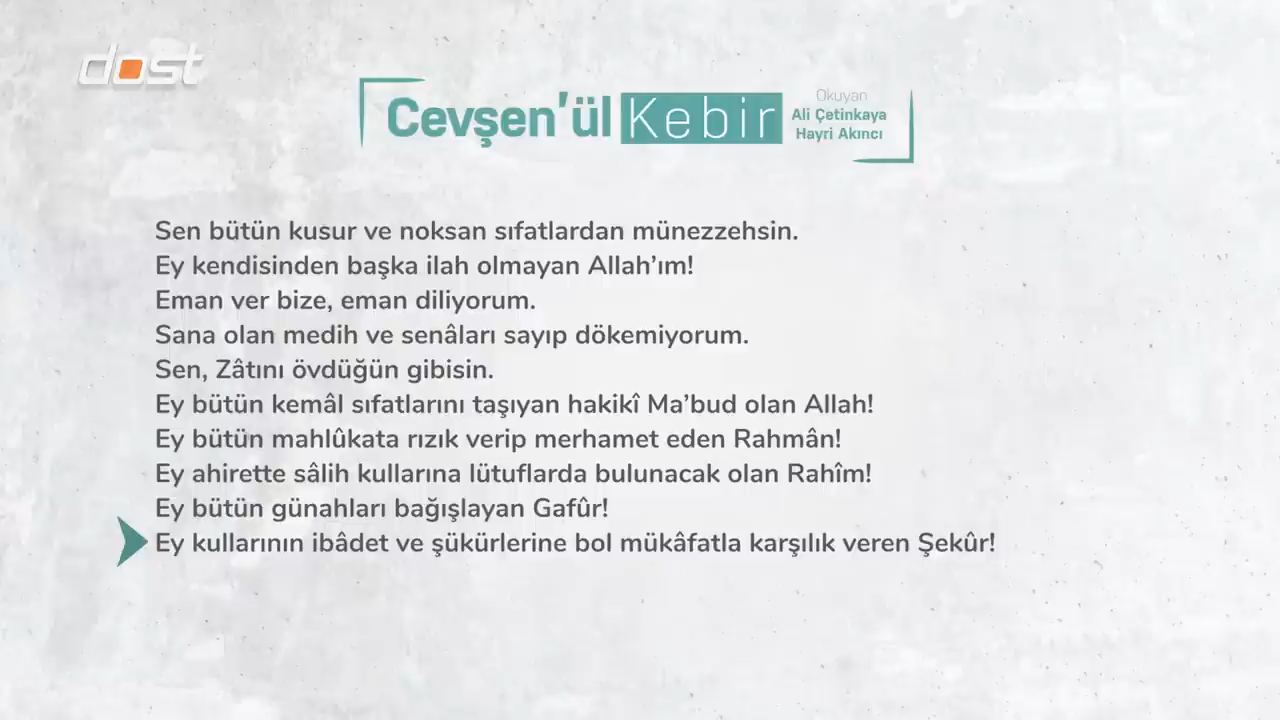 dost
Cevşen'ül Kebir
Okuyan
Ali Çetinkaya
Hayri Akıncı
Sen bütün kusur ve noksan sıfatlardan münezzehsin.
Ey kendisinden başka ilah olmayan Allah'ım!
Eman ver bize, eman diliyorum.
Sana olan medih ve senâları sayıp dökemiyorum.
Sen, Zâtını övdüğün gibisin.
Ey bütün kemâl sıfatlarını taşıyan hakikî Ma'bud olan Allah!
Ey bütün mahlûkata rızık verip merhamet eden Rahmân!
Ey ahirette sâlih kullarına lütuflarda bulunacak olan Rahîm!
Ey bütün günahları bağışlayan Gafûr!
Ey kullarının ibâdet ve şükürlerine bol mükâfatla karşılık veren Şekûr!